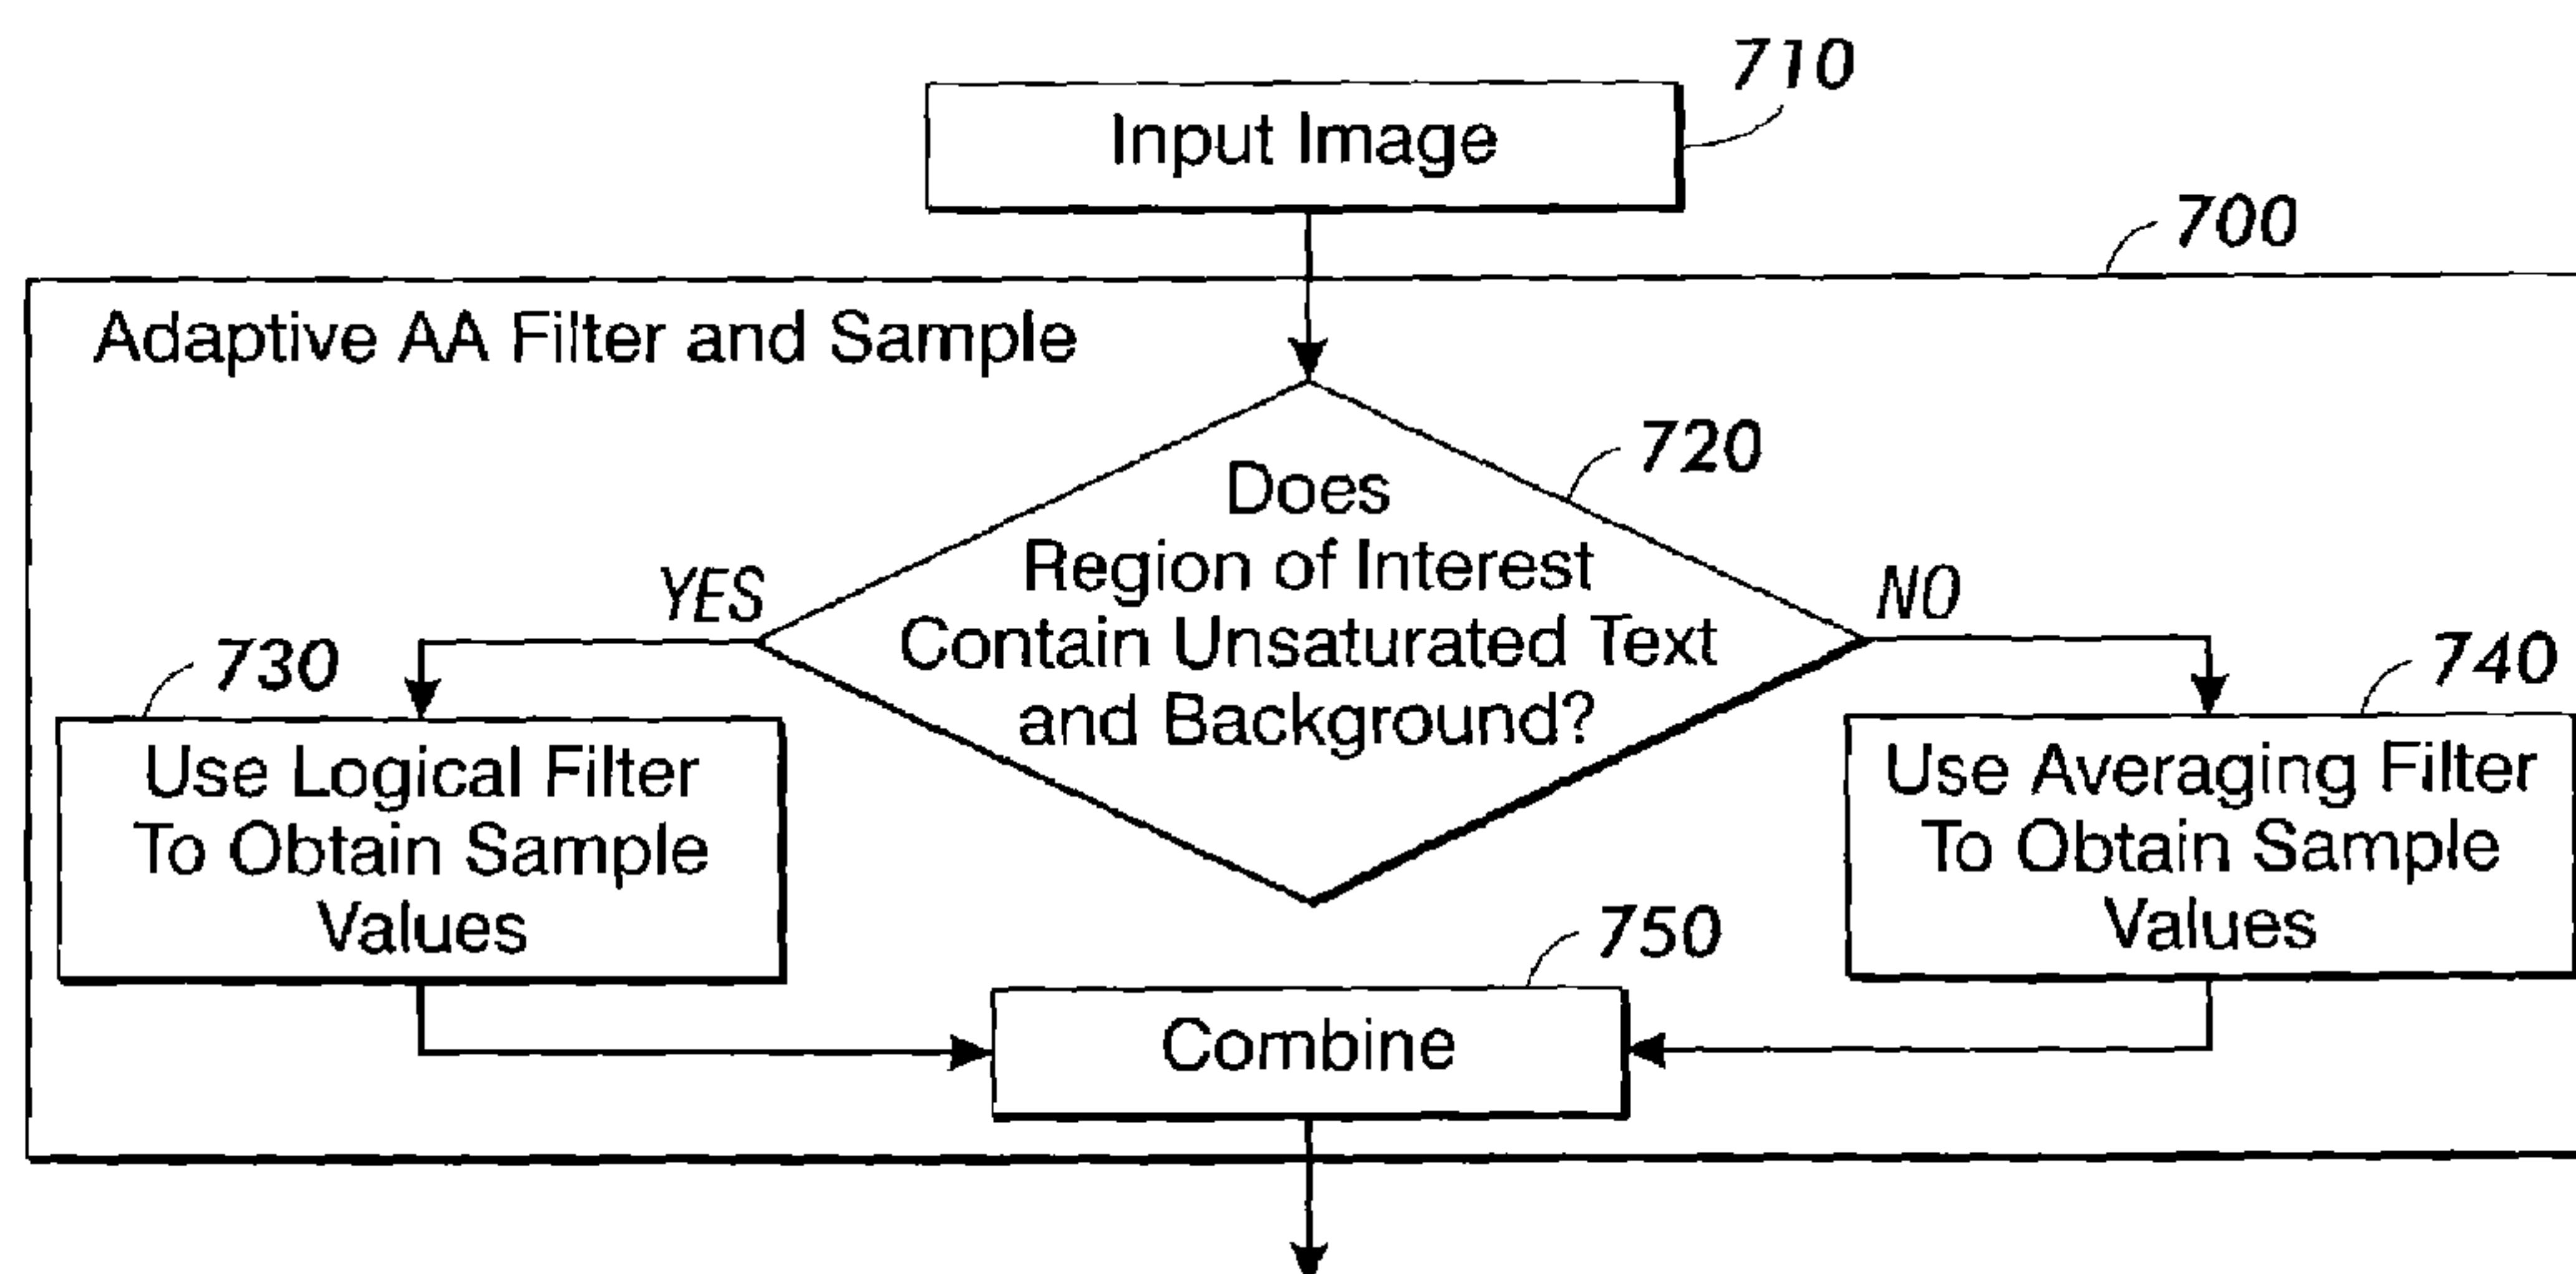 710
Input Image
700
Adaptive AA Filter and Sample
720
Does
Region of Interest
Contain Unsaturated Text
and Background?
YES
NO
730
Use Logical Filter
To Obtain Sample
Values
740
Use Averaging Filter
To Obtain Sample
Values
750
Combine